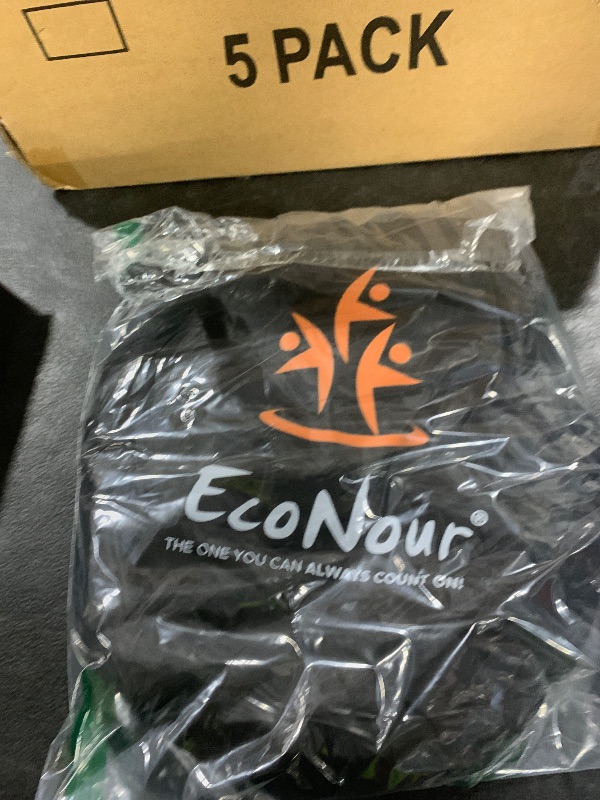 5 PACK
EcoNour®
THE ONE YOU CAN ALWAYS COUNT ON!